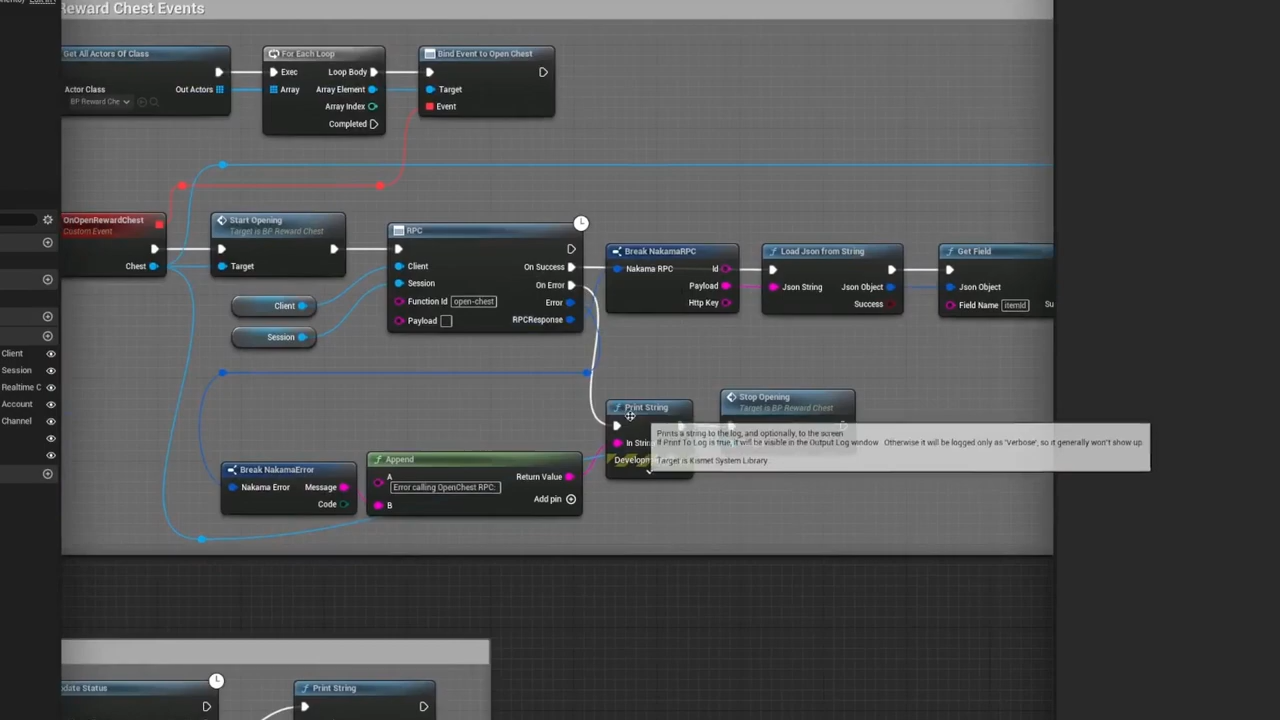 Reward Chest Events
Get All Actors Of Class
Actor Class
BP Reward Che
Out Actors
For Each Loop
Exec
Loop Body
Array
Array Element
Array Index
Completed
Bind Event to Open Chest
Target
Event
OnOpenRewardChest
Custom Event
Chest
Start Opening
Target is BP Reward Chest
Target
Client
Session
RPC
On Success
Client
On Error
Session
Function Id
open-chest
Error
Payload
RPCResponse
Break NakamaRPC
Nakama RPC
Id
Payload
Http Key
Load Json from String
Json String
Json Object
Success
Get Field
Json Object
Field Name
itemId
Su
Client
Session
Realtime C
Account
Channel
Print String
In Strin
Developm
Stop Opening
Target is BP Reward Chest
Prints a string to the log, and optionally, to the screen
If Print To Log is true, it will be visible in the Output Log window. Otherwise it will be logged only as 'Verbose', so it generally won't show up.
Target is Kismet System Library
Break NakamaError
Nakama Error
Message
Code
Append
A
Error calling OpenChest RPC:
Return Value
Add pin
B
pdate Status
Print String